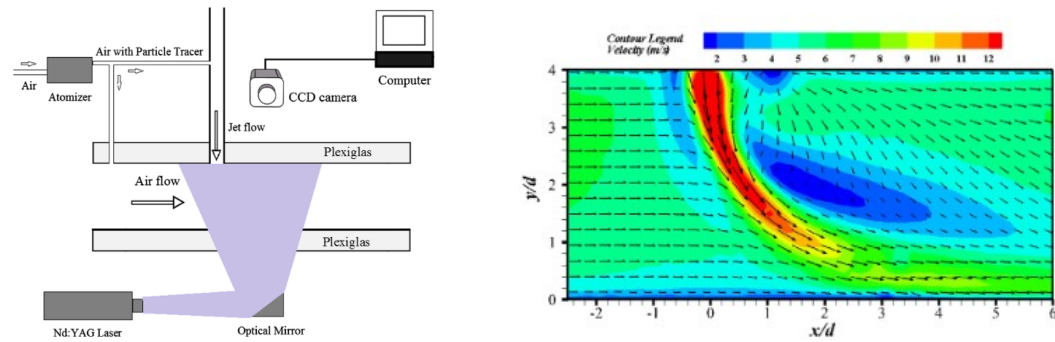 Air with Particle Tracer
Air
Atomizer
CCD camera
Computer
Jet flow
Plexiglas
Air flow
Plexiglas
Nd:YAG Laser
Optical Mirror
Contour Legend
Velocity (m/s)
2 3 4 5 6 7 8 9 10 11 12
y/d
4
3
2
1
0
-2 -1 0 1 2 3 4 5 6
x/d